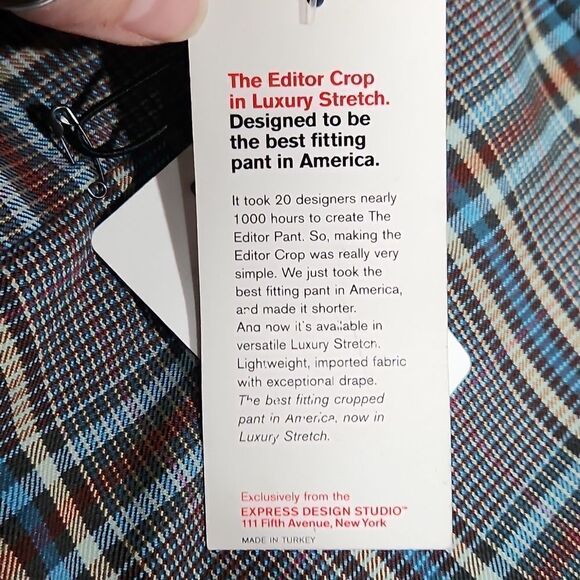 The Editor Crop
in Luxury Stretch.
Designed to be
the best fitting
pant in America.
It took 20 designers nearly
1000 hours to create The
Editor Pant. So, making the
Editor Crop was really very
simple. We just took the
best fitting pant in America,
and made it shorter.
And now it's available in
versatile Luxury Stretch.
Lightweight, imported fabric
with exceptional drape.
The best fitting cropped
pant in America, now in
Luxury Stretch.
Exclusively from the
EXPRESS DESIGN STUDIO™
111 Fifth Avenue, New York
MADE IN TURKEY